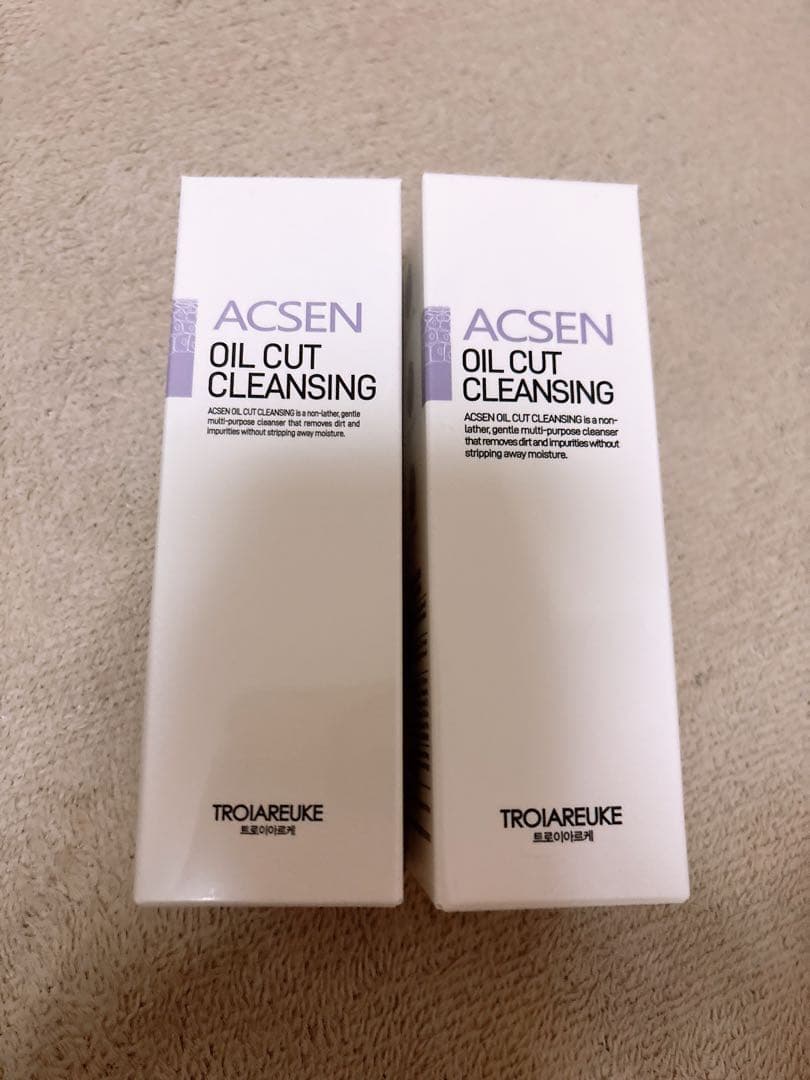 ACSEN
OIL CUT
CLEANSING
ACSEN OIL CUT CLEANSING is a non-lather, gentle
multi-purpose cleanser that removes dirt and
impurities without stripping away moisture.
TROIAREUKE
트로이아르케
ACSEN
OIL CUT
CLEANSING
ACSEN OIL CUT CLEANSING is a non-
lather, gentle multi-purpose cleanser
that removes dirt and impurities without
stripping away moisture.
TROIAREUKE
트로이아르케